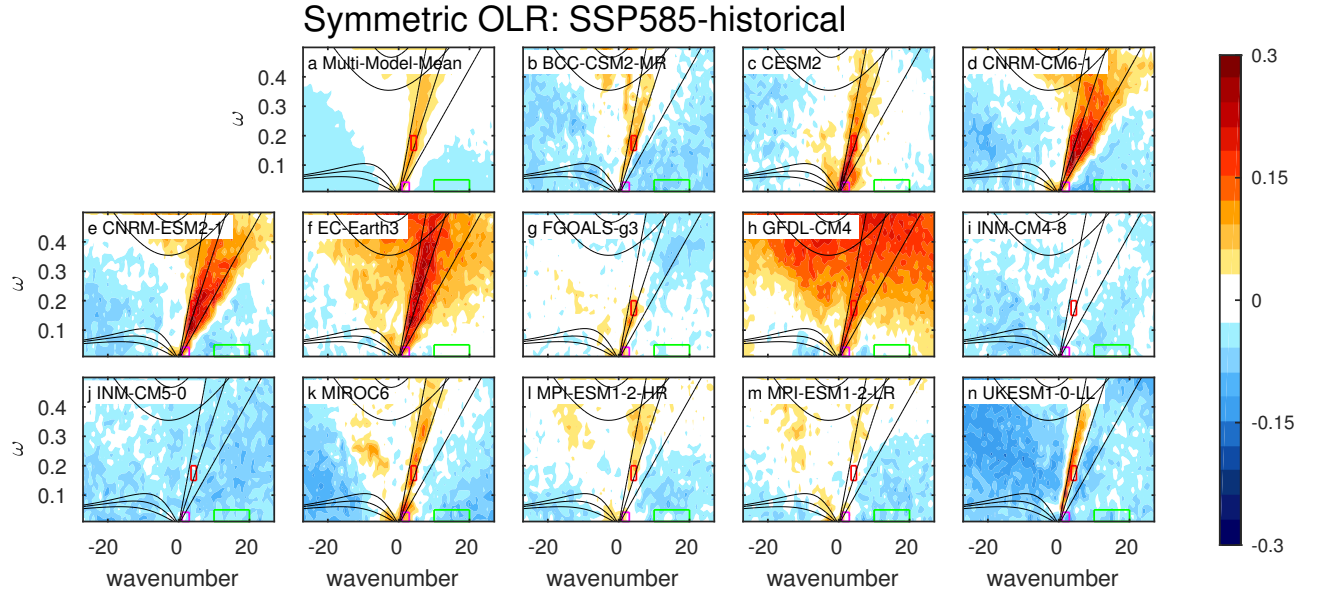 Symmetric OLR: SSP585-historical
a Multi-Model-Mean
b BCC-CSM2-MR
c CESM2
d CNRM-CM6-1
0.4
0.3
0.2
0.1
ω
e CNRM-ESM2-1
f EC-Earth3
g FGOALS-g3
h GFDL-CM4
i INM-CM4-8
0.4
0.3
0.2
0.1
ω
j INM-CM5-0
k MIROC6
l MPI-ESM1-2-HR
m MPI-ESM1-2-LR
n UKESM1-0-LL
0.4
0.3
0.2
0.1
ω
-20 0 20
-20 0 20
-20 0 20
-20 0 20
-20 0 20
wavenumber
wavenumber
wavenumber
wavenumber
wavenumber
0.3
0.15
0
-0.15
-0.3